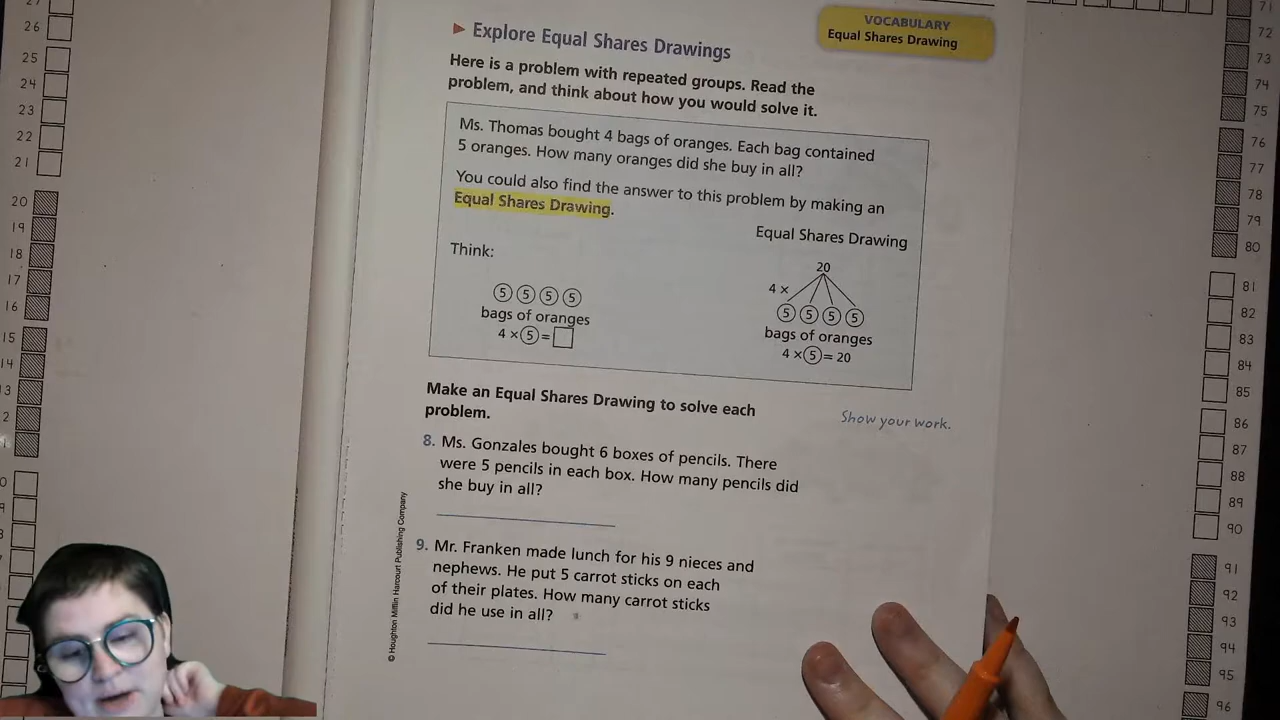 VOCABULARY
Equal Shares Drawing
► Explore Equal Shares Drawings
Here is a problem with repeated groups. Read the
problem, and think about how you would solve it.
Ms. Thomas bought 4 bags of oranges. Each bag contained
5 oranges. How many oranges did she buy in all?
You could also find the answer to this problem by making an
Equal Shares Drawing.
Equal Shares Drawing
Think:
20
4 ×
5 5 5 5
5 5 5 5
bags of oranges
bags of oranges
4 × 5 = □
4 × 5 = 20
Make an Equal Shares Drawing to solve each
problem.
Show your work.
8. Ms. Gonzales bought 6 boxes of pencils. There
were 5 pencils in each box. How many pencils did
she buy in all?
9. Mr. Franken made lunch for his 9 nieces and
nephews. He put 5 carrot sticks on each
of their plates. How many carrot sticks
did he use in all?
© Houghton Mifflin Harcourt Publishing Company
26
25
24
23
22
21
20
19
18
17
16
15
71
72
73
74
75
76
77
78
79
80
81
82
83
84
85
86
87
88
89
90
91
92
93
94
95
96